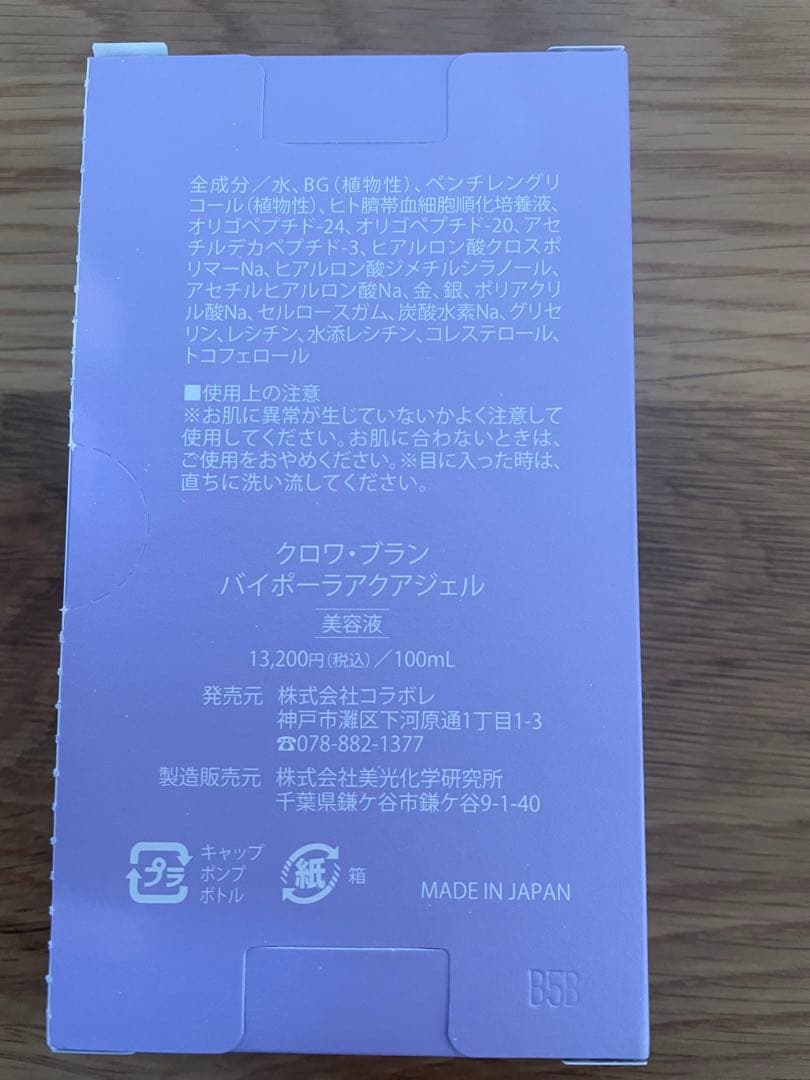 全成分／水、BG（植物性）、ペンチレングリ
コール（植物性）、ヒト臍帯血細胞順化培養液、
オリゴペプチド-24、オリゴペプチド-20、アセ
チルデカペプチド-3、ヒアルロン酸クロスポ
リマーNa、ヒアルロン酸ジメチルシラノール、
アセチルヒアルロン酸Na、金、銀、ポリアクリ
ル酸Na、セルロースガム、炭酸水素Na、グリセ
リン、レシチン、水添レシチン、コレステロール、
トコフェロール
■使用上の注意
※お肌に異常が生じていないかよく注意して
使用してください。お肌に合わないときは、
ご使用をおやめください。※目に入った時は、
直ちに洗い流してください。
クロワ・ブラン
バイポーラアクアジェル
美容液
13,200円（税込）／100mL
発売元 株式会社コラボレ
神戸市灘区下河原通1丁目1-3
☎078-882-1377
製造販売元 株式会社美光化学研究所
千葉県鎌ケ谷市鎌ケ谷9-1-40
プラ
キャップ
ポンプ
ボトル
紙
箱
MADE IN JAPAN
B5B